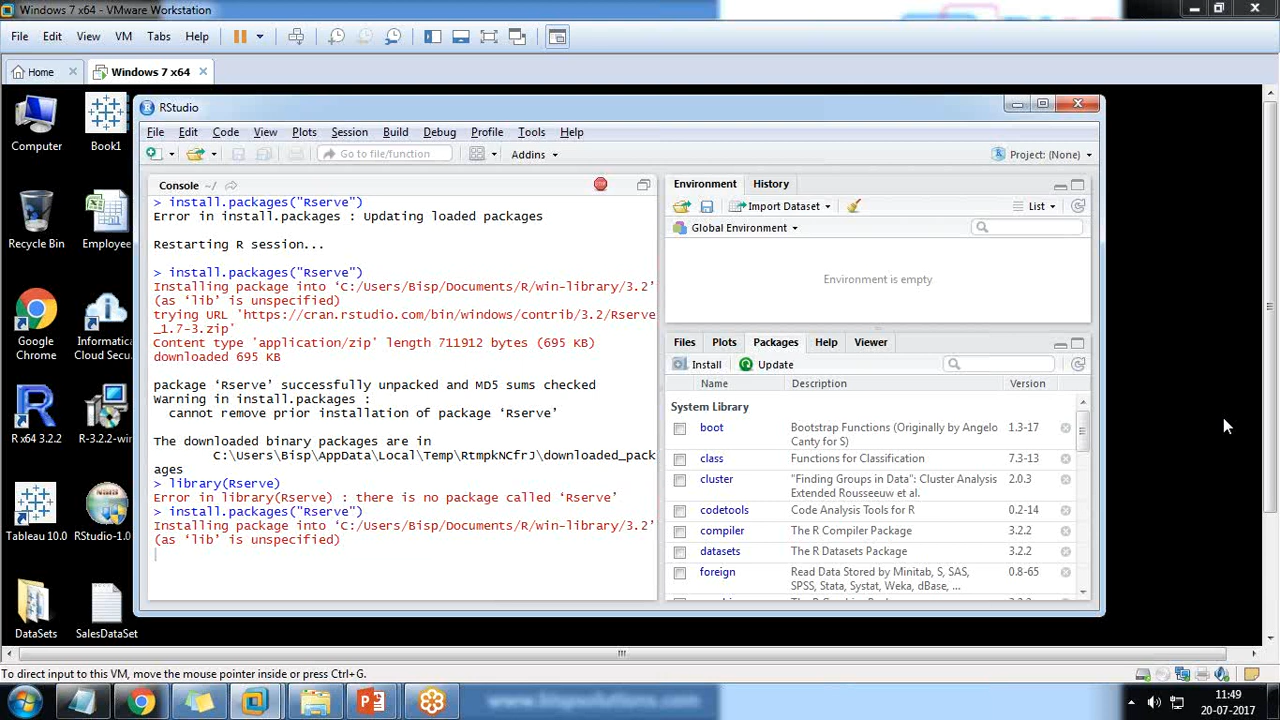 Windows 7 x64 - VMware Workstation
File Edit View VM Tabs Help
Home Windows 7 x64
Computer
Book1
Recycle Bin
Employee
Google
Chrome
Informatica
Cloud Secu...
R x64 3.2.2
R-3.2.2-win
Tableau 10.0
RStudio-1.0
DataSets
SalesDataSet
RStudio
File Edit Code View Plots Session Build Debug Profile Tools Help
Go to file/function Addins Project: (None)
Console ~/
> install.packages("Rserve")
Error in install.packages : Updating loaded packages
Restarting R session...
> install.packages("Rserve")
Installing package into ‘C:/Users/Bisp/Documents/R/win-library/3.2’
(as ‘lib’ is unspecified)
trying URL 'https://cran.rstudio.com/bin/windows/contrib/3.2/Rserve
_1.7-3.zip'
Content type 'application/zip' length 711912 bytes (695 KB)
downloaded 695 KB
package ‘Rserve’ successfully unpacked and MD5 sums checked
Warning in install.packages :
cannot remove prior installation of package ‘Rserve’
The downloaded binary packages are in
C:\Users\Bisp\AppData\Local\Temp\RtmpkNCfrJ\downloaded_pack
ages
> library(Rserve)
Error in library(Rserve) : there is no package called ‘Rserve’
> install.packages("Rserve")
Installing package into ‘C:/Users/Bisp/Documents/R/win-library/3.2’
(as ‘lib’ is unspecified)
Environment History
Import Dataset List
Global Environment
Environment is empty
Files Plots Packages Help Viewer
Install Update
Name Description Version
System Library
boot Bootstrap Functions (Originally by Angelo 1.3-17
Canty for S)
class Functions for Classification 7.3-13
cluster "Finding Groups in Data": Cluster Analysis 2.0.3
Extended Rousseeuw et al.
codetools Code Analysis Tools for R 0.2-14
compiler The R Compiler Package 3.2.2
datasets The R Datasets Package 3.2.2
foreign Read Data Stored by Minitab, S, SAS, 0.8-65
SPSS, Stata, Systat, Weka, dBase, ...
To direct input to this VM, move the mouse pointer inside or press Ctrl+G.
www.bispsolutions.com
11:49
20-07-2017